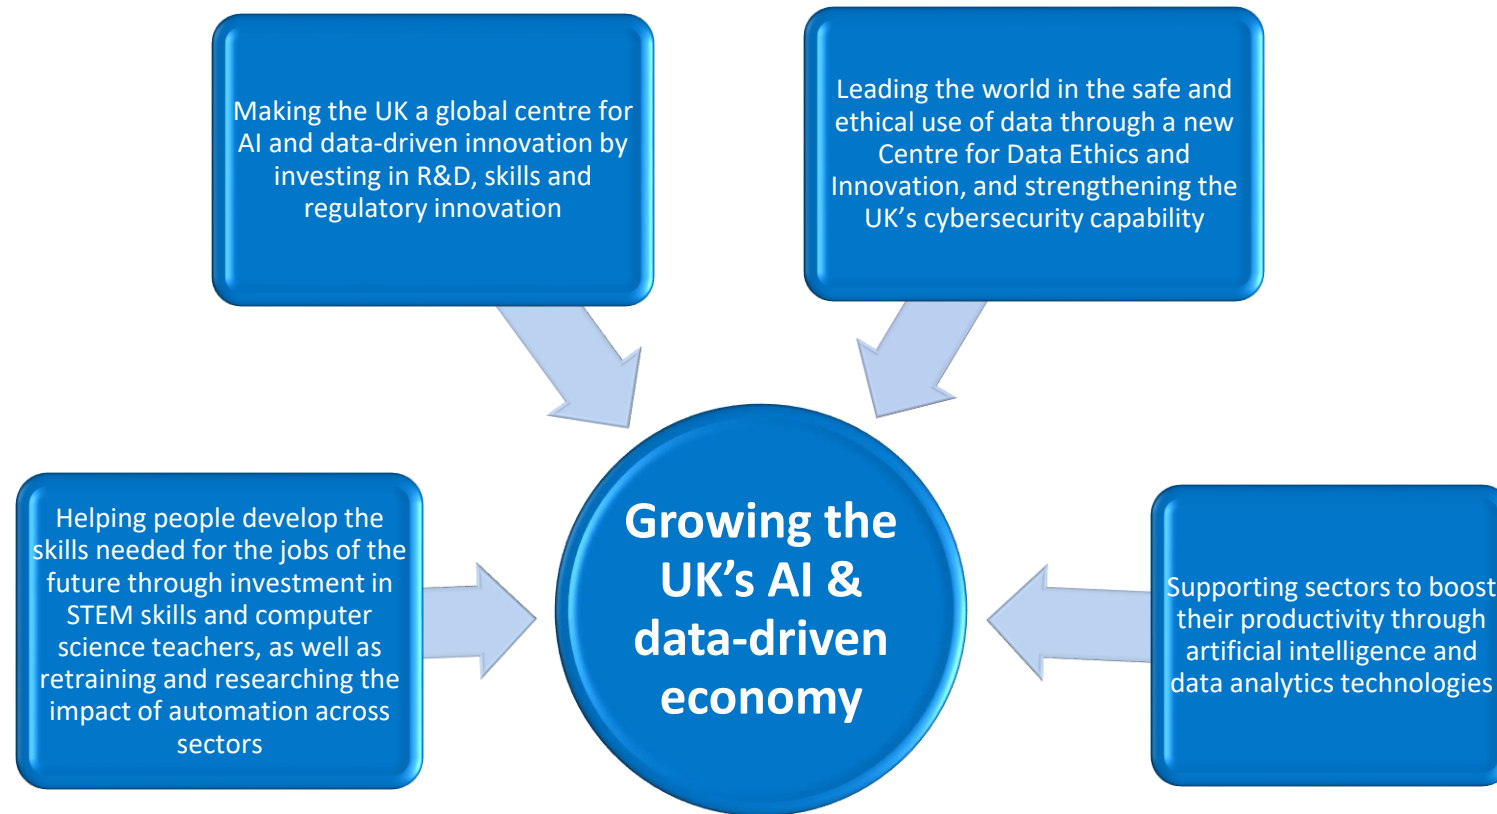 Making the UK a global centre for
AI and data-driven innovation by
investing in R&D, skills and
regulatory innovation
Leading the world in the safe and
ethical use of data through a new
Centre for Data Ethics and
Innovation, and strengthening the
UK’s cybersecurity capability
Helping people develop the
skills needed for the jobs of the
future through investment in
STEM skills and computer
science teachers, as well as
retraining and researching the
impact of automation across
sectors
Growing the
UK’s AI &
data-driven
economy
Supporting sectors to boost
their productivity through
artificial intelligence and
data analytics technologies